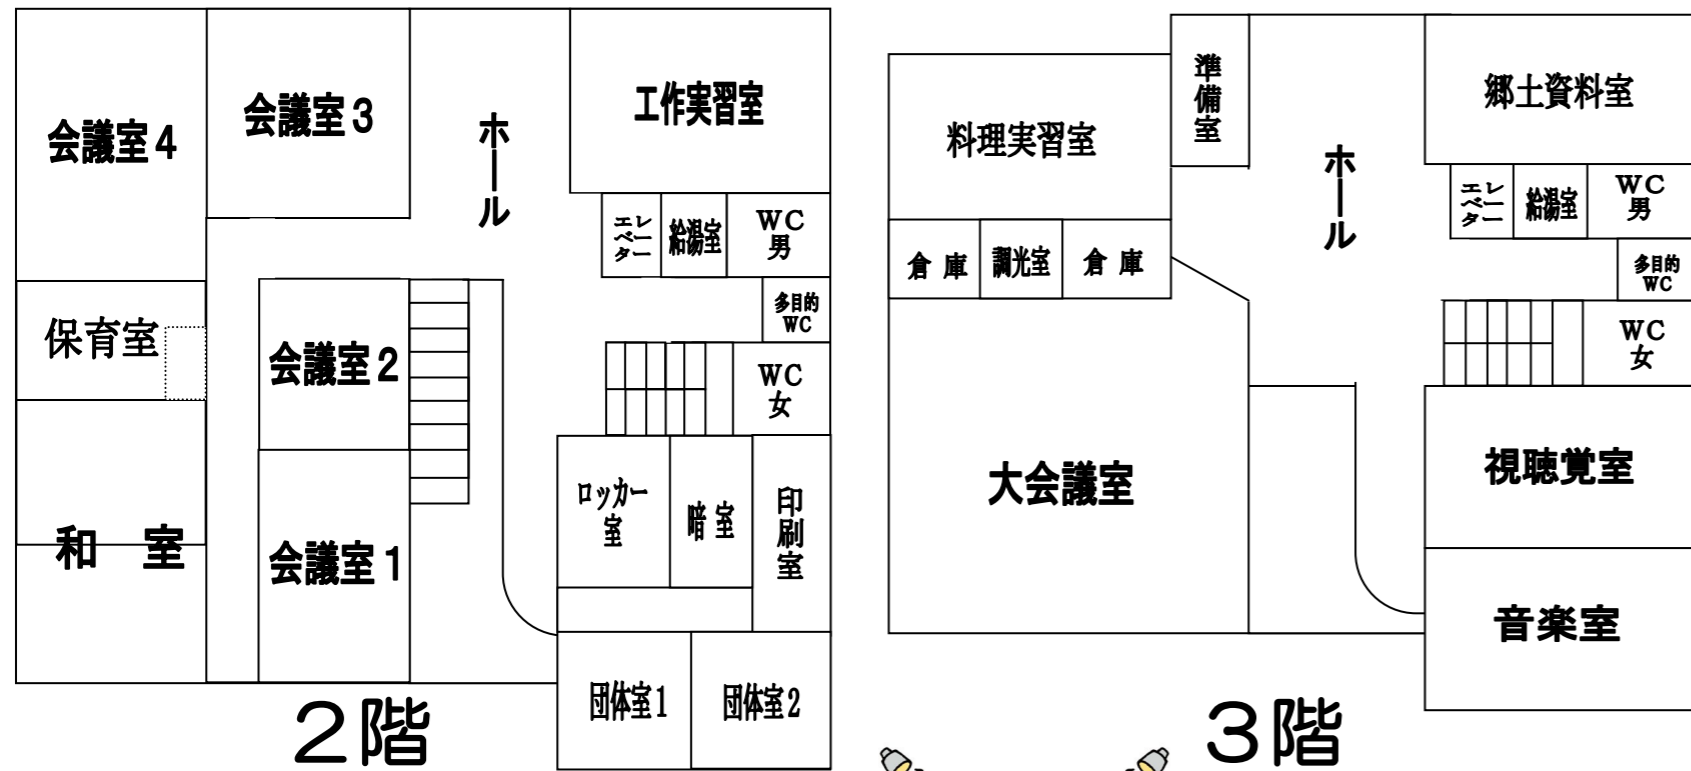 会議室4
会議室3
ホール
工作実習室
エレベーター
給湯室
WC
男
多目的
WC
保育室
会議室2
WC
女
和 室
会議室1
ロッカー
室
暗 室
印刷室
団体室1
団体室2
2階
料理実習室
準備室
ホール
郷土資料室
エレベーター
給湯室
WC
男
倉 庫
調光室
倉 庫
多目的
WC
WC
女
大会議室
視聴覚室
音楽室
3階